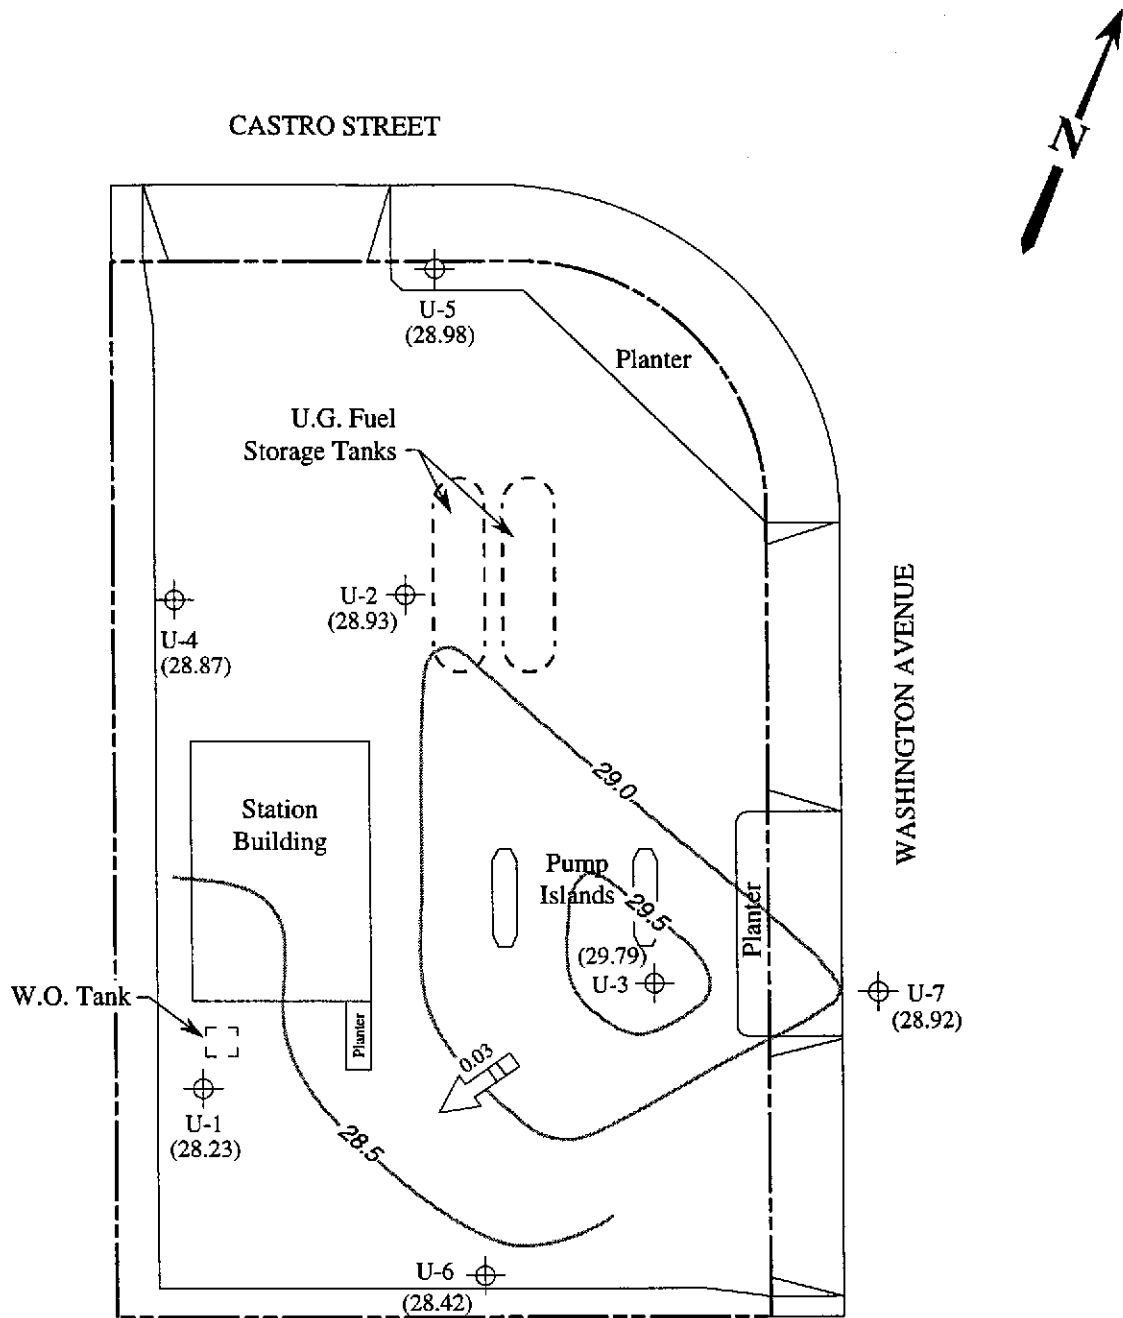 CASTRO STREET
N
U-5
(28.98)
Planter
U.G. Fuel
Storage Tanks
U-2
(28.93)
U-4
(28.87)
WASHINGTON AVENUE
29.0
Station
Building
Pump
Islands
29.5
Planter
(29.79)
U-3
U-7
(28.92)
W.O. Tank
Planter
0.03
U-1
(28.23)
28.5
U-6
(28.42)